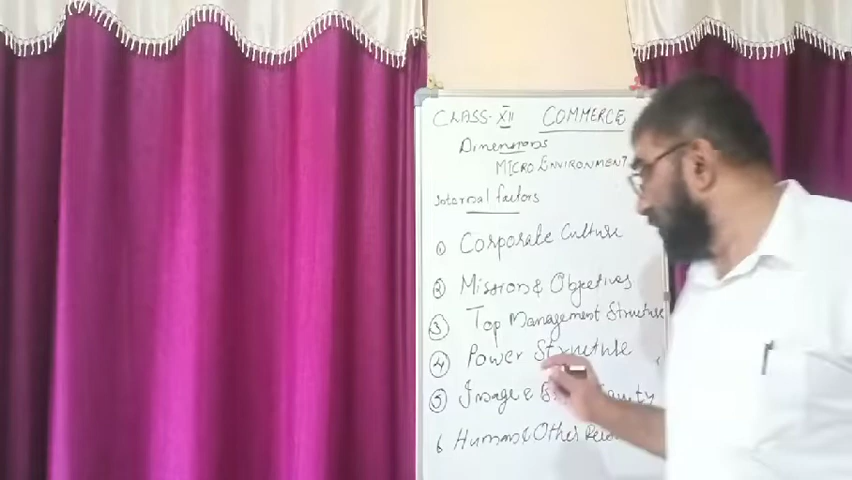 CLASS- XII COMMERCE
Dimensions
MICRO ENVIRONMENT
Internal factors
1 Corporate Culture
2 Mission & Objectives
3 Top Management Structure
4 Power Structure
5 Image &
6 Human & Other